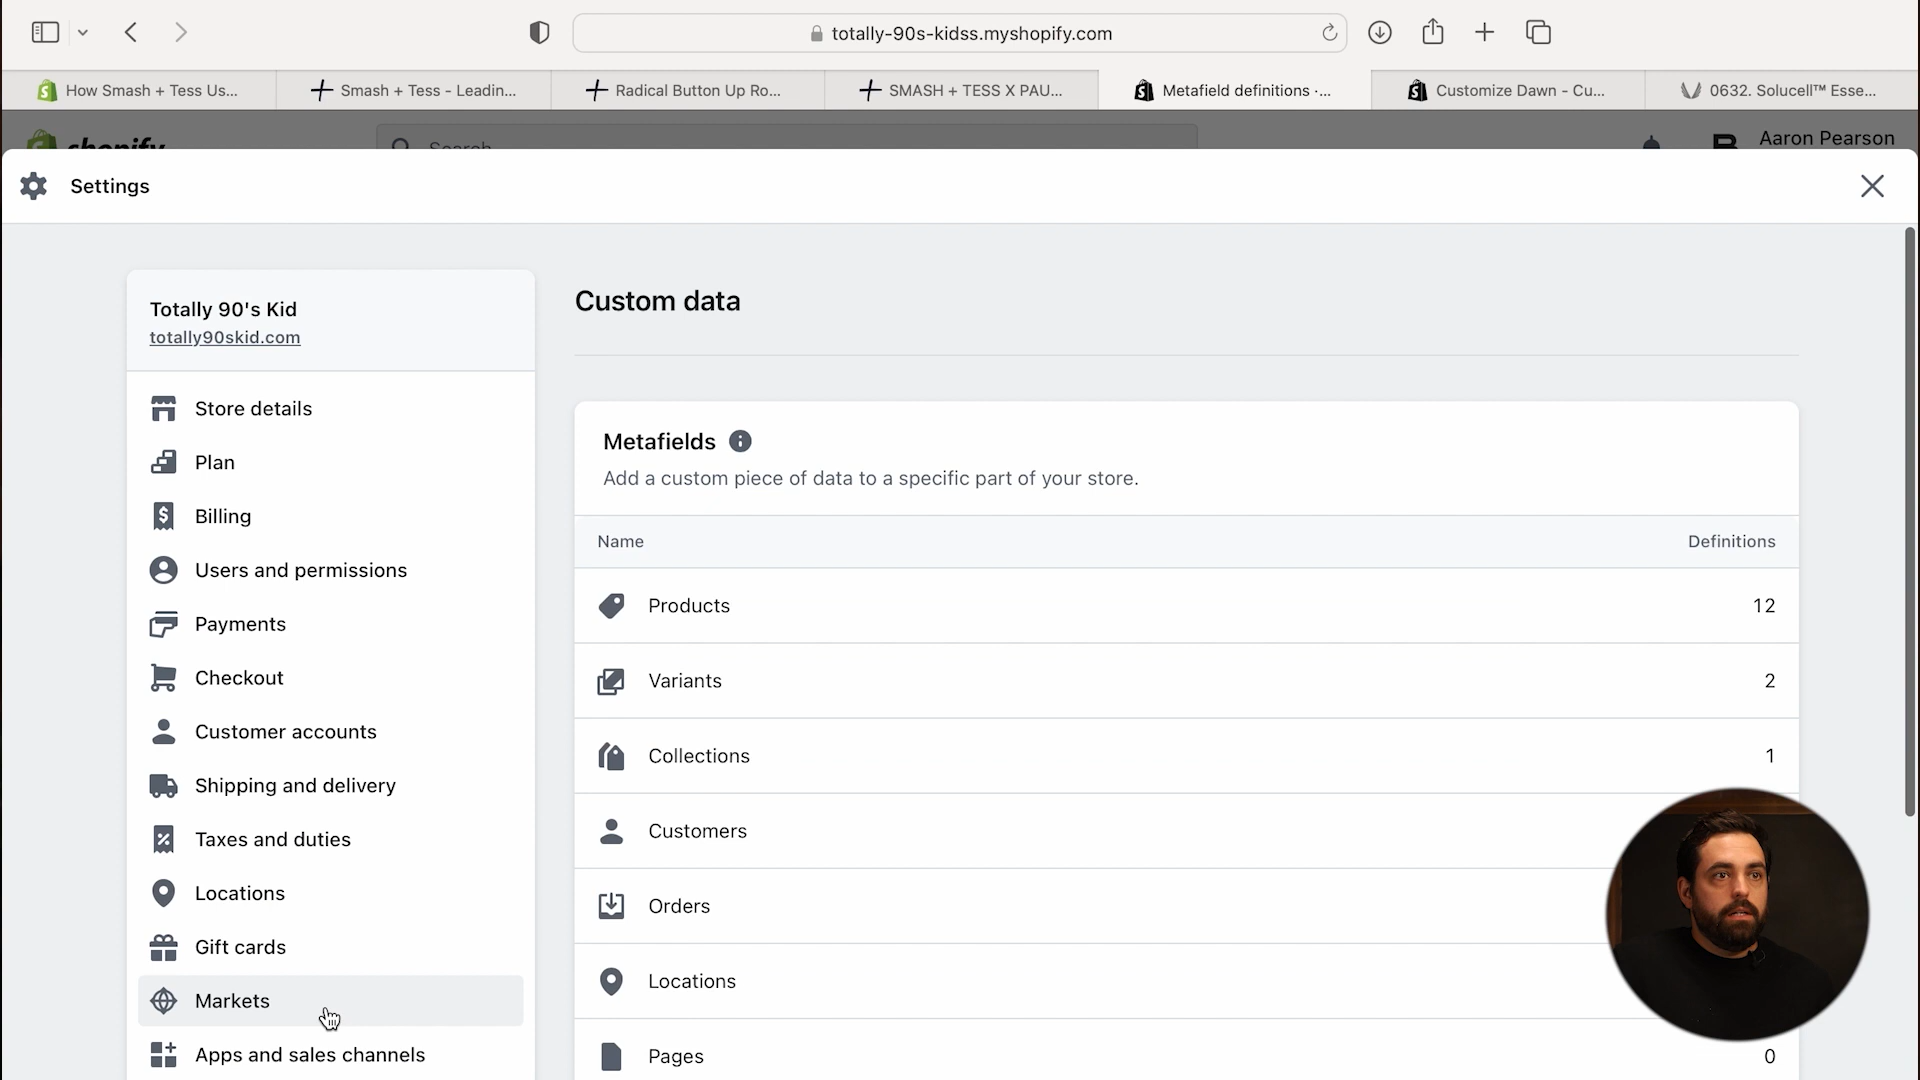 totally-90s-kidss.myshopify.com
How Smash + Tess Us...
Smash + Tess - Leadin...
Radical Button Up Ro...
SMASH + TESS X PAU...
Metafield definitions ·...
Customize Dawn - Cu...
0632. Solucell™ Esse...
shopify
Search
Aaron Pearson
Settings
Totally 90's Kid
totally90skid.com
Store details
Plan
Billing
Users and permissions
Payments
Checkout
Customer accounts
Shipping and delivery
Taxes and duties
Locations
Gift cards
Markets
Apps and sales channels
Custom data
Metafields
Add a custom piece of data to a specific part of your store.
Name Definitions
Products 12
Variants 2
Collections 1
Customers
Orders
Locations
Pages 0